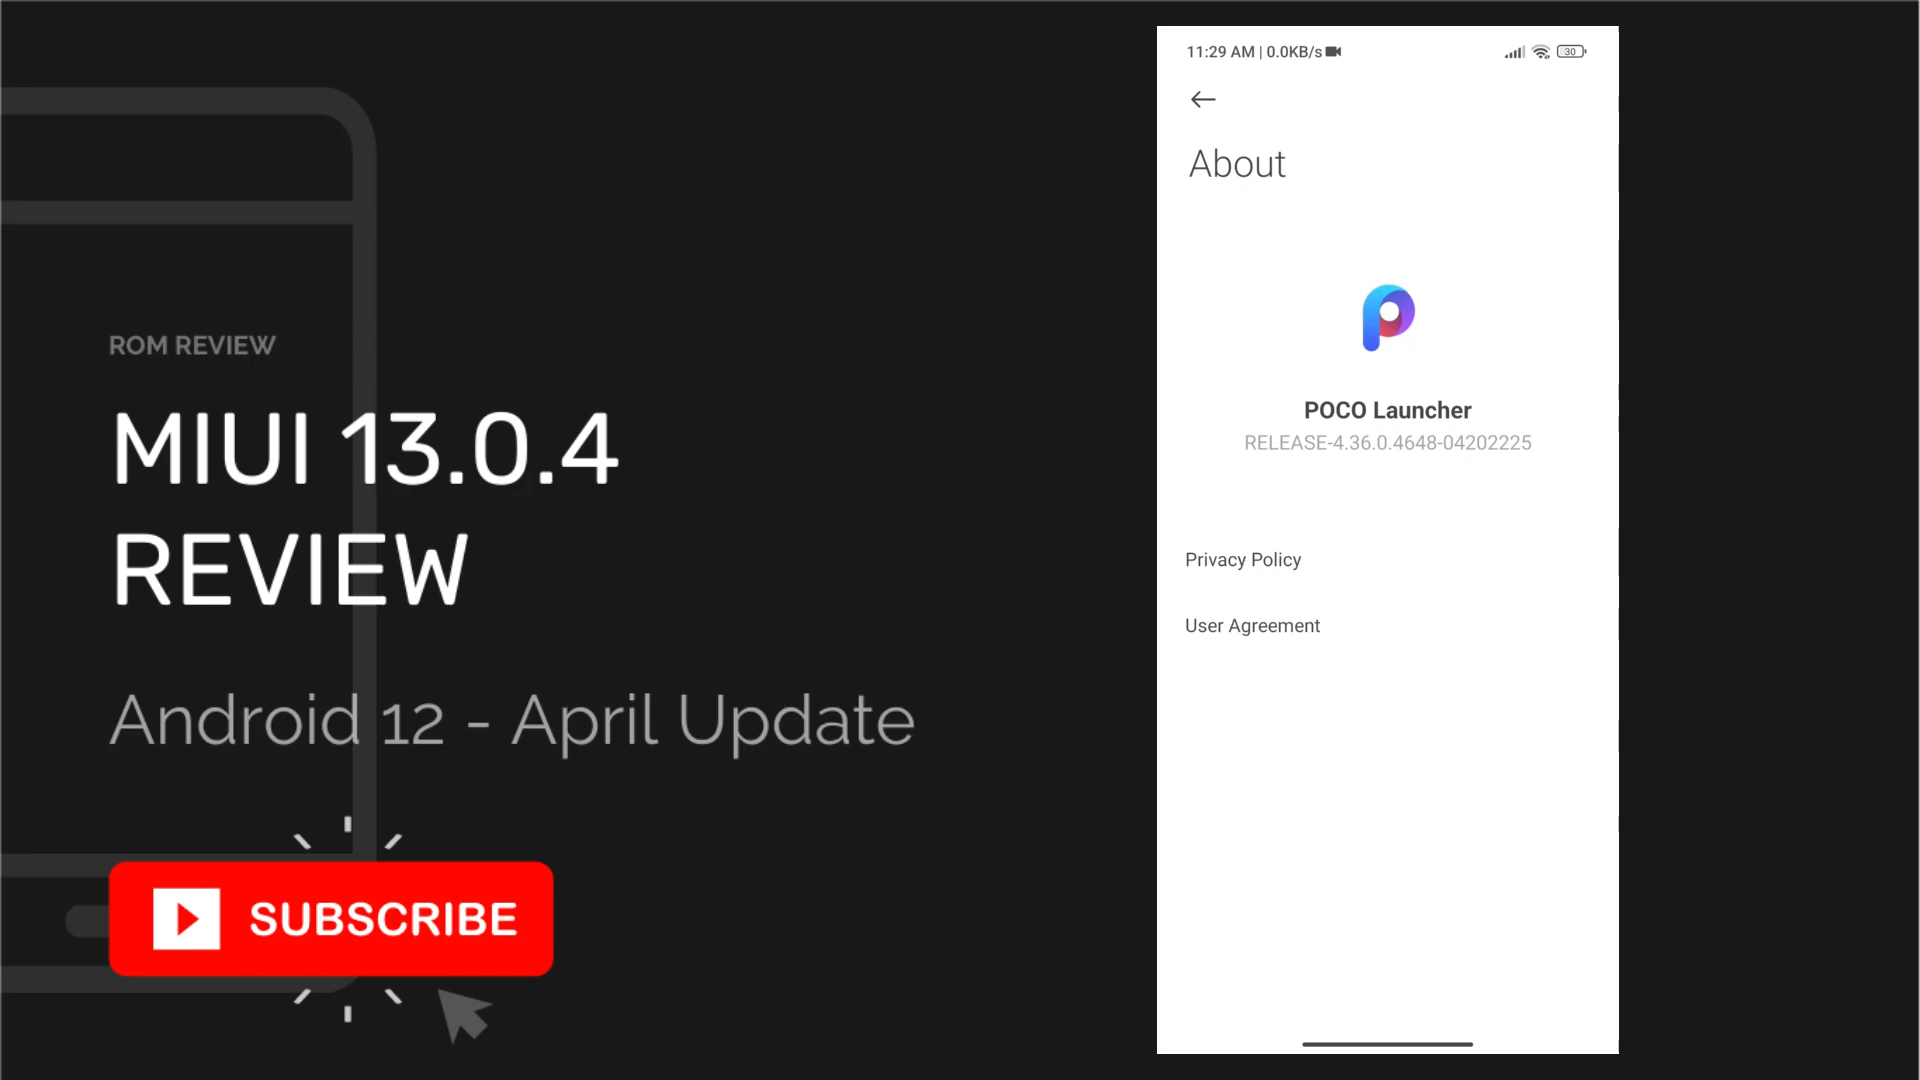 ROM REVIEW
MIUI 13.0.4
REVIEW
Android 12 - April Update
SUBSCRIBE
11:29 AM | 0.0KB/s
30
About
POCO Launcher
RELEASE-4.36.0.4648-04202225
Privacy Policy
User Agreement